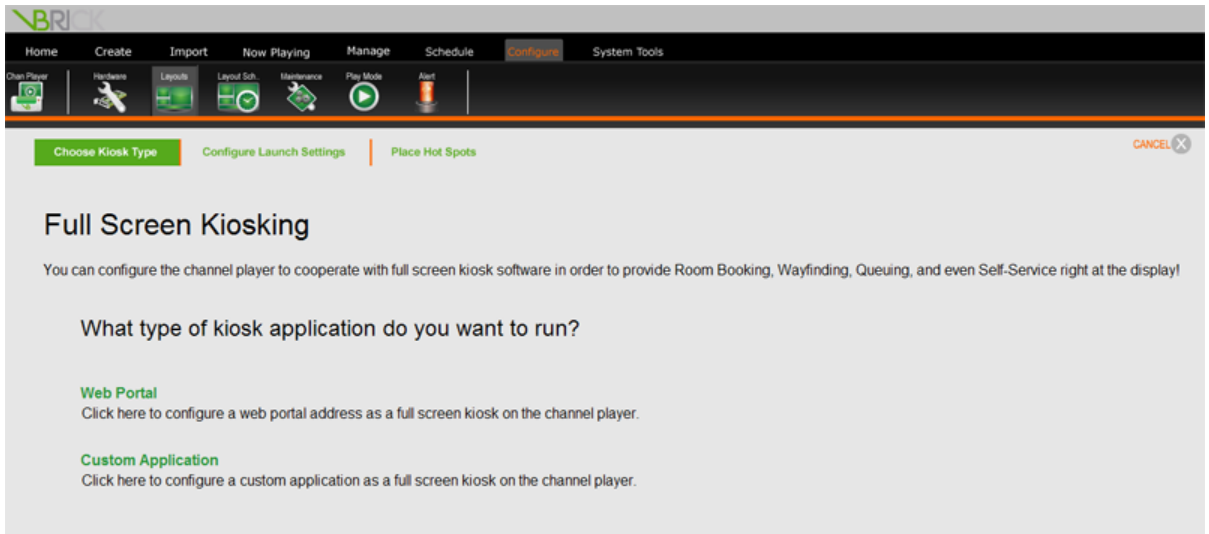 VBRICK
Home Create Import Now Playing Manage Schedule Configure System Tools
Chan Player Hardware Layouts Layout Sch.. Maintenance Play Mode Alert
Choose Kiosk Type Configure Launch Settings Place Hot Spots CANCEL X
Full Screen Kiosking
You can configure the channel player to cooperate with full screen kiosk software in order to provide Room Booking, Wayfinding, Queuing, and even Self-Service right at the display!
What type of kiosk application do you want to run?
Web Portal
Click here to configure a web portal address as a full screen kiosk on the channel player.
Custom Application
Click here to configure a custom application as a full screen kiosk on the channel player.